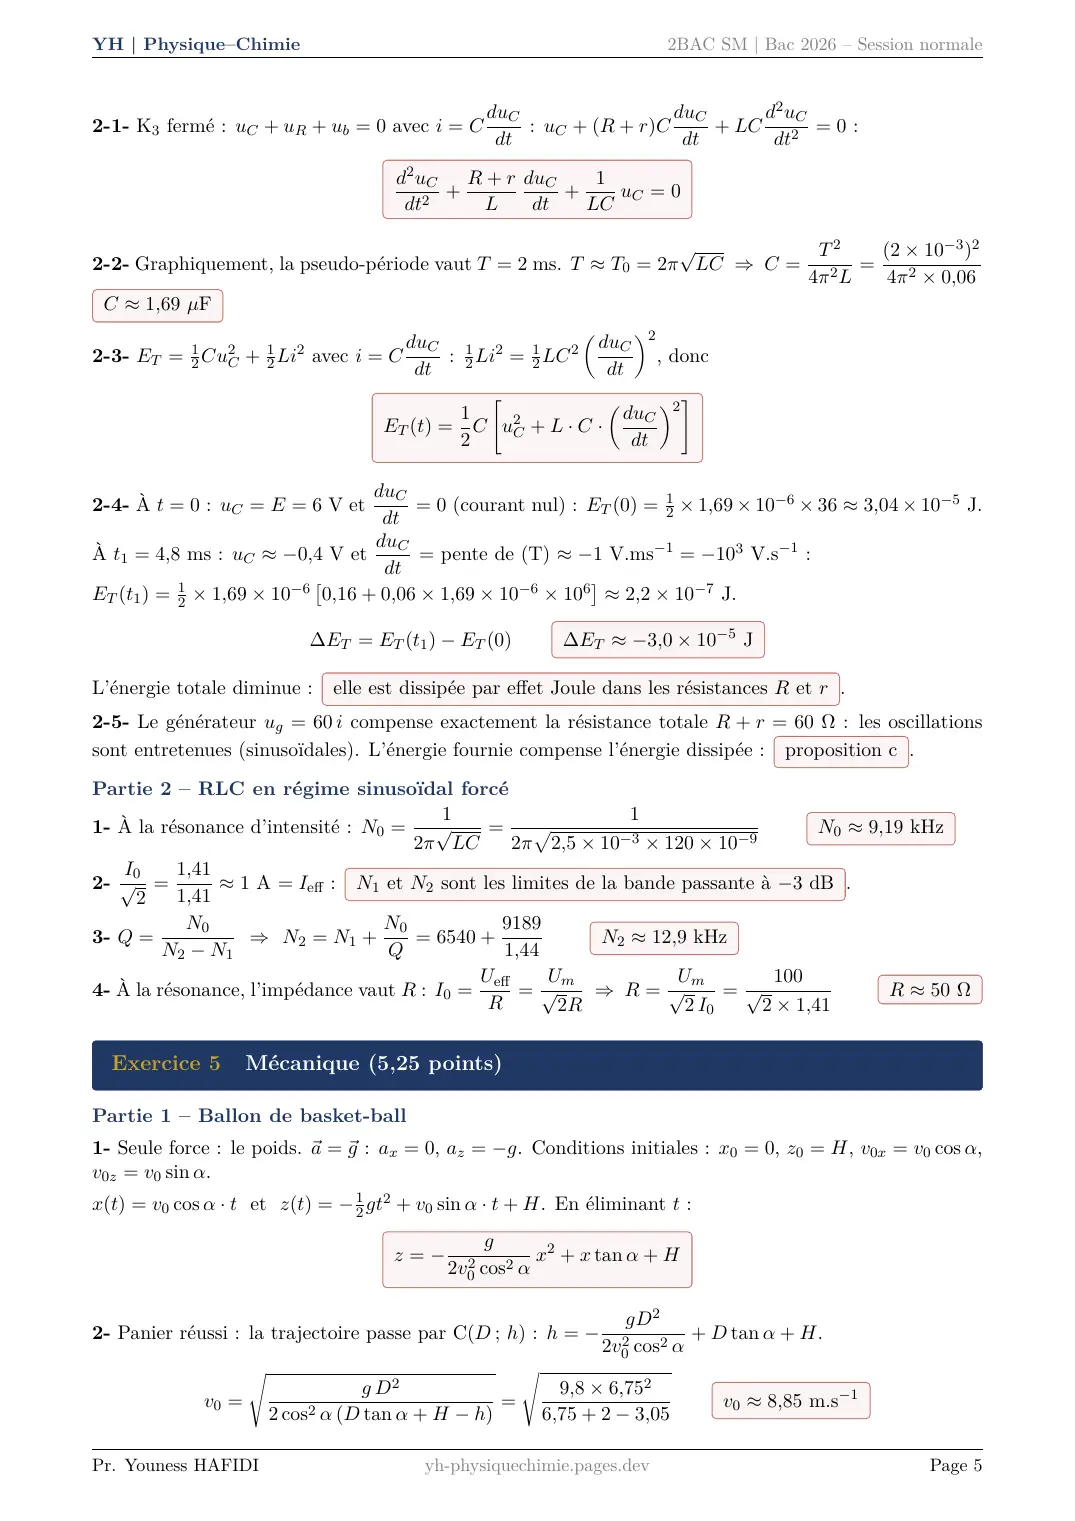 YH | Physique–Chimie 2BAC SM | Bac 2026 – Session normale
2-1- K₃ fermé : u_C + u_R + u_b = 0 avec i = C du_C/dt : u_C + (R + r)C du_C/dt + LC d²u_C/dt² = 0 :
d²u_C/dt² + (R + r)/L du_C/dt + 1/(LC) u_C = 0
2-2- Graphiquement, la pseudo-période vaut T = 2 ms. T ≈ T₀ = 2π√(LC) ⇒ C = T²/(4π²L) = (2 × 10⁻³)²/(4π² × 0,06)
C ≈ 1,69 μF
2-3- E_T = ½Cu_C² + ½Li² avec i = C du_C/dt : ½Li² = ½LC² (du_C/dt)², donc
E_T(t) = 1/2 C [u_C² + L · C · (du_C/dt)²]
2-4- À t = 0 : u_C = E = 6 V et du_C/dt = 0 (courant nul) : E_T(0) = ½ × 1,69 × 10⁻⁶ × 36 ≈ 3,04 × 10⁻⁵ J.
À t₁ = 4,8 ms : u_C ≈ −0,4 V et du_C/dt = pente de (T) ≈ −1 V.ms⁻¹ = −10³ V.s⁻¹ :
E_T(t₁) = ½ × 1,69 × 10⁻⁶ [0,16 + 0,06 × 1,69 × 10⁻⁶ × 10⁶] ≈ 2,2 × 10⁻⁷ J.
ΔE_T = E_T(t₁) − E_T(0) ΔE_T ≈ −3,0 × 10⁻⁵ J
L'énergie totale diminue : elle est dissipée par effet Joule dans les résistances R et r .
2-5- Le générateur u_g = 60 i compense exactement la résistance totale R + r = 60 Ω : les oscillations
sont entretenues (sinusoïdales). L'énergie fournie compense l'énergie dissipée : proposition c .
Partie 2 – RLC en régime sinusoïdal forcé
1- À la résonance d'intensité : N₀ = 1/(2π√(LC)) = 1/(2π√(2,5 × 10⁻³ × 120 × 10⁻⁹)) N₀ ≈ 9,19 kHz
2- I₀/√2 = 1,41/1,41 ≈ 1 A = I_eff : N₁ et N₂ sont les limites de la bande passante à −3 dB .
3- Q = N₀/(N₂ − N₁) ⇒ N₂ = N₁ + N₀/Q = 6540 + 9189/1,44 N₂ ≈ 12,9 kHz
4- À la résonance, l'impédance vaut R : I₀ = U_eff/R = U_m/(√2R) ⇒ R = U_m/(√2 I₀) = 100/(√2 × 1,41) R ≈ 50 Ω
Exercice 5 Mécanique (5,25 points)
Partie 1 – Ballon de basket-ball
1- Seule force : le poids. a⃗ = g⃗ : a_x = 0, a_z = −g. Conditions initiales : x₀ = 0, z₀ = H, v₀ₓ = v₀ cos α,
v₀z = v₀ sin α.
x(t) = v₀ cos α · t et z(t) = −½gt² + v₀ sin α · t + H. En éliminant t :
z = − g/(2v₀² cos² α) x² + x tan α + H
2- Panier réussi : la trajectoire passe par C(D ; h) : h = − gD²/(2v₀² cos² α) + D tan α + H.
v₀ = √(g D²/(2 cos² α (D tan α + H − h))) = √(9,8 × 6,75²/(6,75 + 2 − 3,05)) v₀ ≈ 8,85 m.s⁻¹
Pr. Youness HAFIDI yh-physiquechimie.pages.dev Page 5